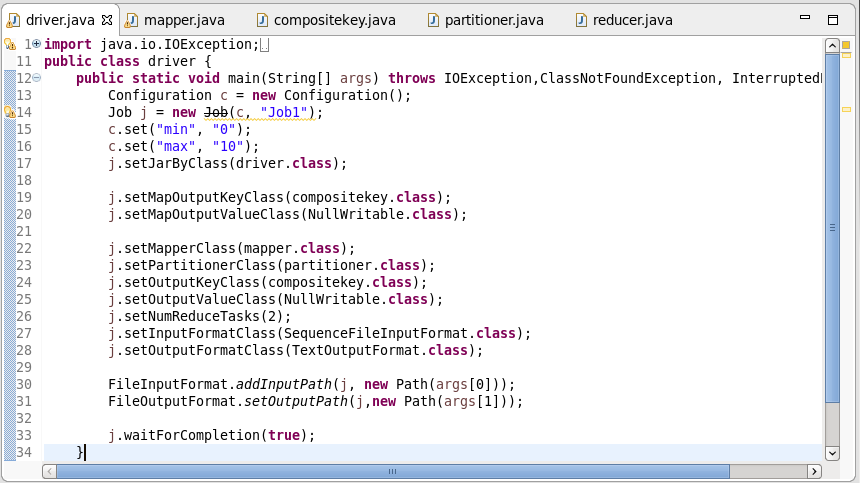 driver.java mapper.java compositekey.java partitioner.java reducer.java
1 import java.io.IOException;
11 public class driver {
12 public static void main(String[] args) throws IOException,ClassNotFoundException, Interrupted
13 Configuration c = new Configuration();
14 Job j = new Job(c, "Job1");
15 c.set("min", "0");
16 c.set("max", "10");
17 j.setJarByClass(driver.class);
18
19 j.setMapOutputKeyClass(compositekey.class);
20 j.setMapOutputValueClass(NullWritable.class);
21
22 j.setMapperClass(mapper.class);
23 j.setPartitionerClass(partitioner.class);
24 j.setOutputKeyClass(compositekey.class);
25 j.setOutputValueClass(NullWritable.class);
26 j.setNumReduceTasks(2);
27 j.setInputFormatClass(SequenceFileInputFormat.class);
28 j.setOutputFormatClass(TextOutputFormat.class);
29
30 FileInputFormat.addInputPath(j, new Path(args[0]));
31 FileOutputFormat.setOutputPath(j,new Path(args[1]));
32
33 j.waitForCompletion(true);
34 }